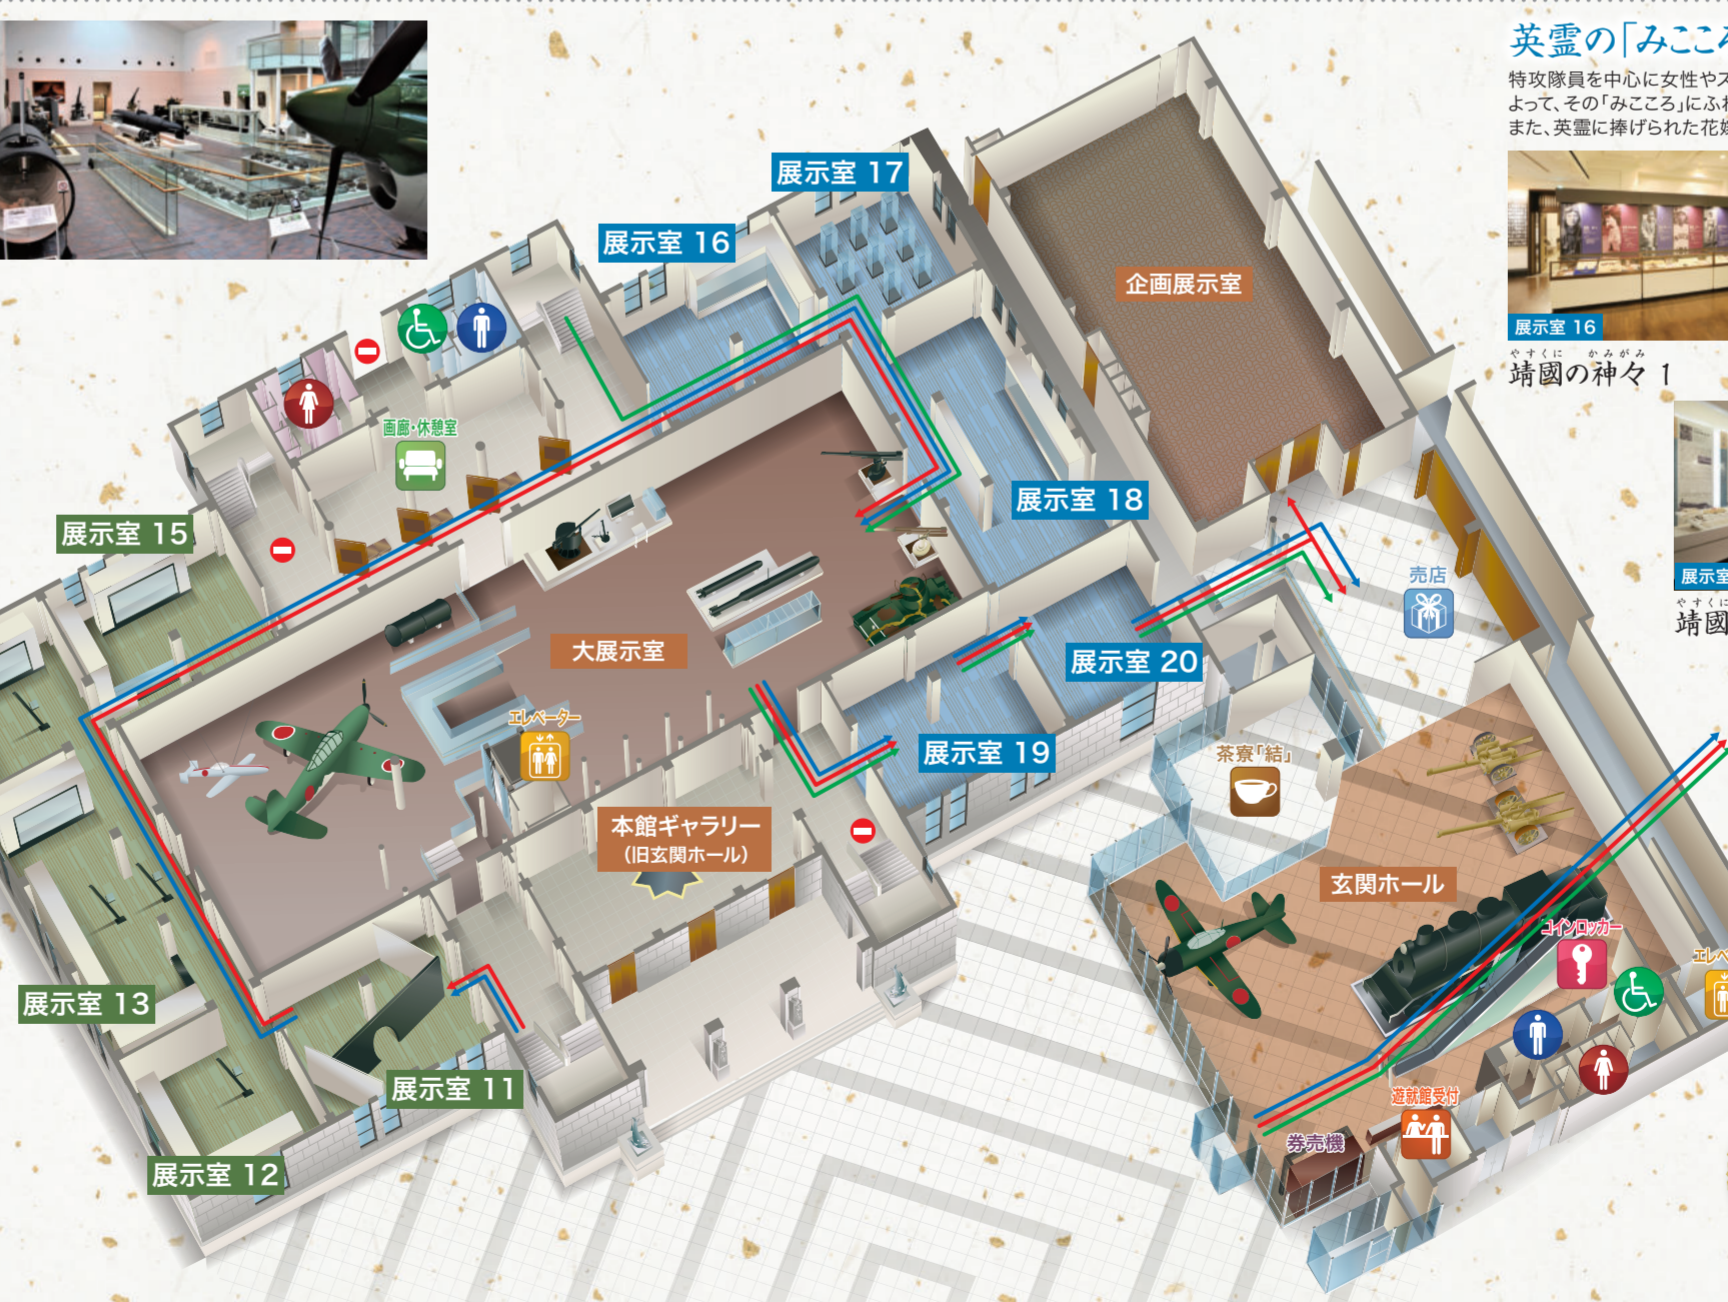 英霊の「みこころ
特攻隊員を中心に女性やス
よって、その「みこころ」にふれ
また、英霊に捧げられた花嫁
展示室 16
やすくに かみがみ
靖國の神々 1
展示室
やすくに
靖國
展示室 17
展示室 16
企画展示室
画廊・休憩室
展示室 15
展示室 18
売店
大展示室
展示室 20
エレベーター
展示室 19
茶寮「結」
本館ギャラリー
（旧玄関ホール）
玄関ホール
コインロッカー
エレベ
展示室 13
展示室 11
遊就館受付
券売機
展示室 12